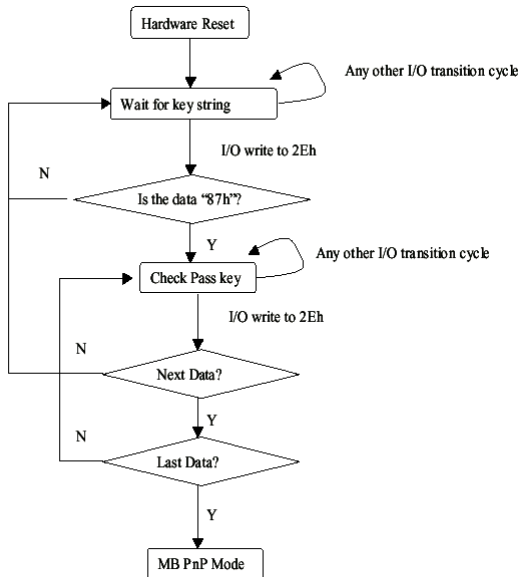 Hardware Reset
Any other I/O transition cycle
Wait for key string
I/O write to 2Eh
N
Is the data “87h”?
Y
Any other I/O transition cycle
Check Pass key
I/O write to 2Eh
N
Next Data?
Y
N
Last Data?
Y
MB PnP Mode